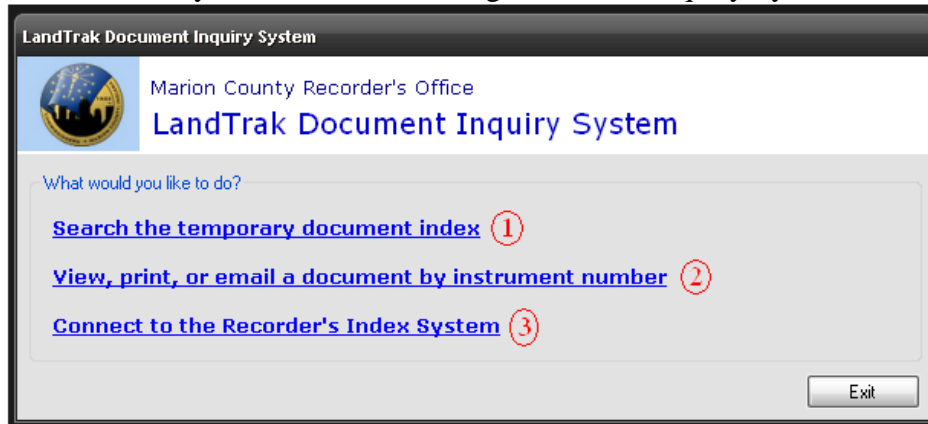 LandTrak Document Inquiry System
Marion County Recorder's Office
LandTrak Document Inquiry System
What would you like to do?
Search the temporary document index 1
View, print, or email a document by instrument number 2
Connect to the Recorder's Index System 3
Exit